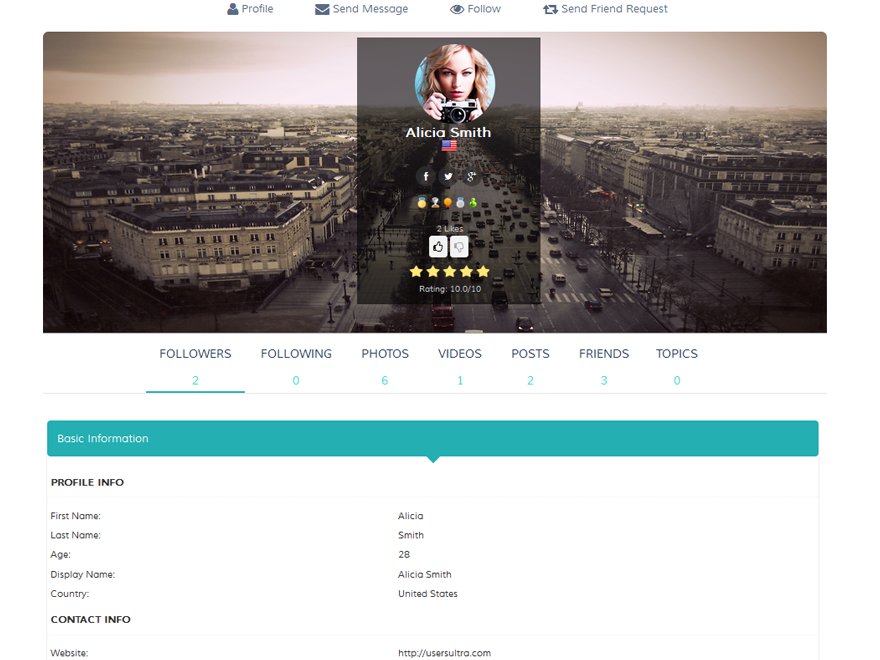 Profile Send Message Follow Send Friend Request
Alicia Smith
2 Likes
Rating: 10.0/10
FOLLOWERS FOLLOWING PHOTOS VIDEOS POSTS FRIENDS TOPICS
2 0 6 1 2 3 0
Basic Information
PROFILE INFO
First Name: Alicia
Last Name: Smith
Age: 28
Display Name: Alicia Smith
Country: United States
CONTACT INFO
Website: http://usersultra.com